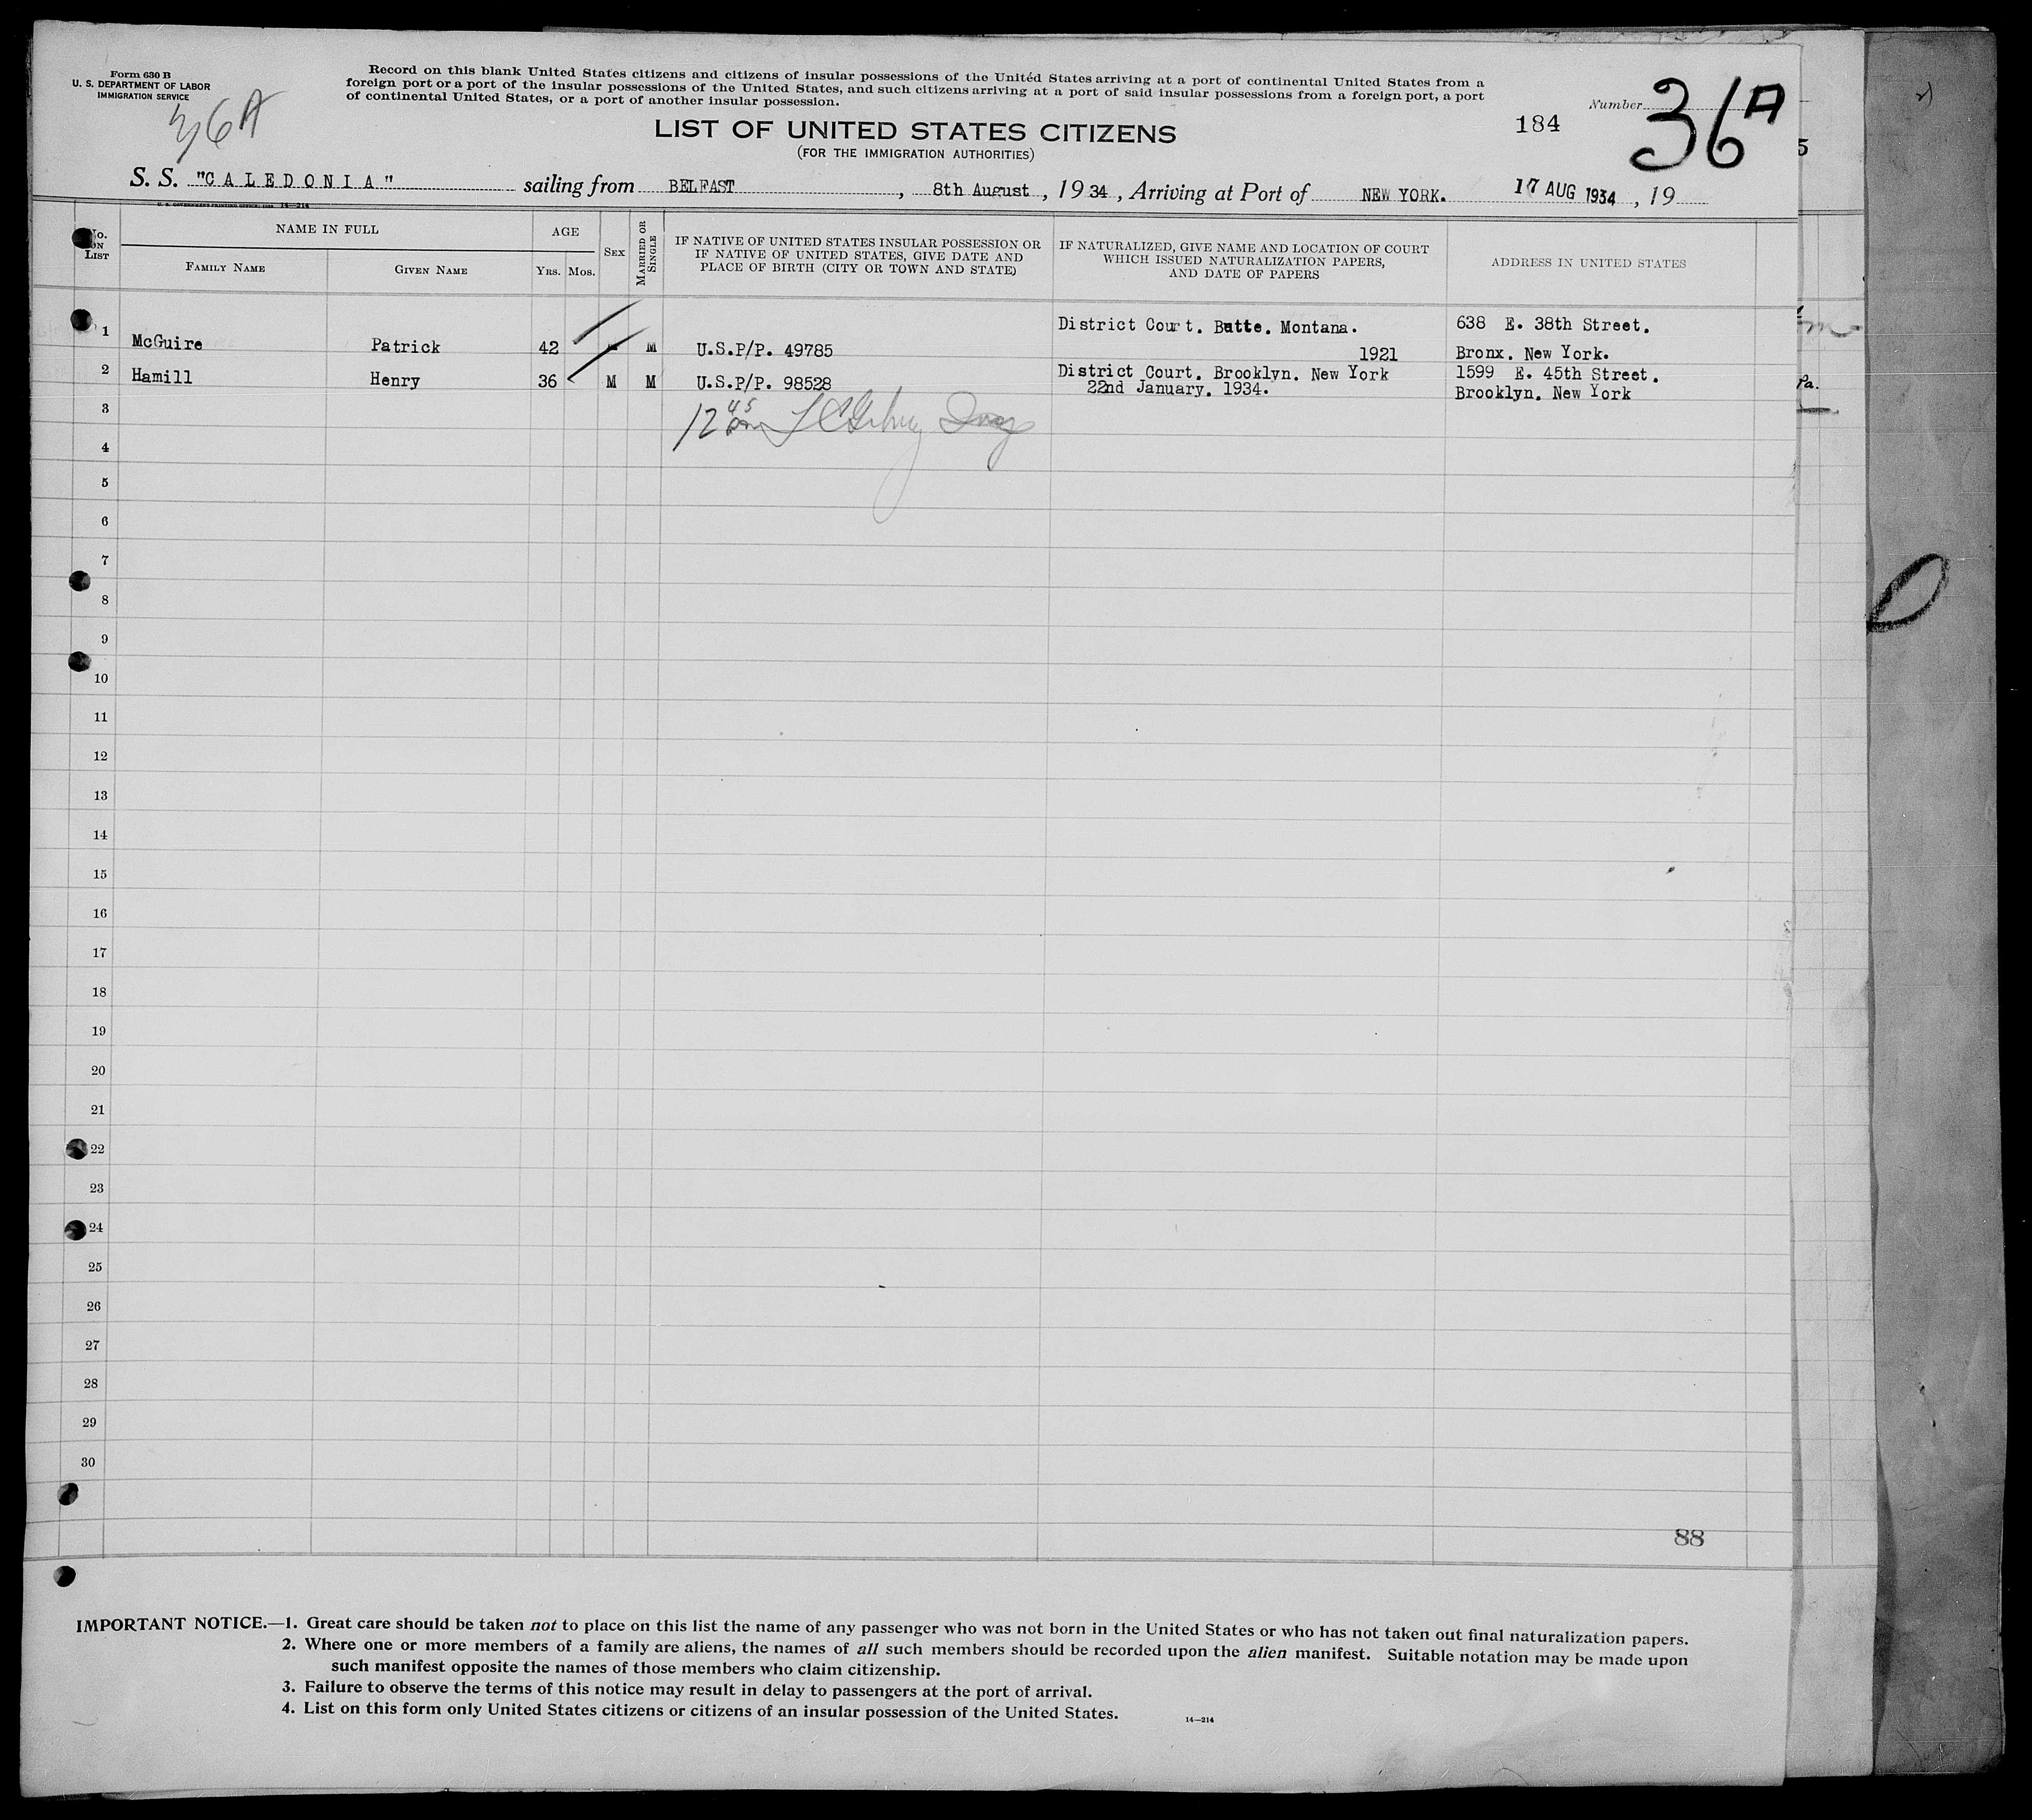 Form 630 B
U. S. DEPARTMENT OF LABOR
IMMIGRATION SERVICE
36A
Record on this blank United States citizens and citizens of insular possessions of the United States arriving at a port of continental United States from a
foreign port or a port of the insular possessions of the United States, and such citizens arriving at a port of said insular possessions from a foreign port, a port
of continental United States, or a port of another insular possession.
LIST OF UNITED STATES CITIZENS
(FOR THE IMMIGRATION AUTHORITIES)
184
Number 36A
5
S. S. "CALEDONIA" sailing from BELFAST, 8th August, 1934, Arriving at Port of NEW YORK. 17 AUG 1934, 19
U. S. GOVERNMENT PRINTING OFFICE 14—214
No. ON LIST
NAME IN FULL
FAMILY NAME
GIVEN NAME
AGE
YRS. MOS.
SEX
MARRIED OR SINGLE
IF NATIVE OF UNITED STATES INSULAR POSSESSION OR
IF NATIVE OF UNITED STATES, GIVE DATE AND
PLACE OF BIRTH (CITY OR TOWN AND STATE)
IF NATURALIZED, GIVE NAME AND LOCATION OF COURT
WHICH ISSUED NATURALIZATION PAPERS,
AND DATE OF PAPERS
ADDRESS IN UNITED STATES
District Court. Butte. Montana. 638 E. 38th Street.
1 McGuire Patrick 42 M U.S.P/P. 49785 1921 Bronx. New York.
2 Hamill Henry 36 M M U.S.P/P. 98528 District Court. Brooklyn. New York 1599 E. 45th Street.
22nd January. 1934. Brooklyn. New York
Pa.
12 45 pm
3
4
5
6
7
8
9
10
11
12
13
14
15
16
17
18
19
20
21
22
23
24
25
26
27
28
29
30
88
IMPORTANT NOTICE.—1. Great care should be taken not to place on this list the name of any passenger who was not born in the United States or who has not taken out final naturalization papers.
2. Where one or more members of a family are aliens, the names of all such members should be recorded upon the alien manifest. Suitable notation may be made upon
such manifest opposite the names of those members who claim citizenship.
3. Failure to observe the terms of this notice may result in delay to passengers at the port of arrival.
4. List on this form only United States citizens or citizens of an insular possession of the United States.
14—214